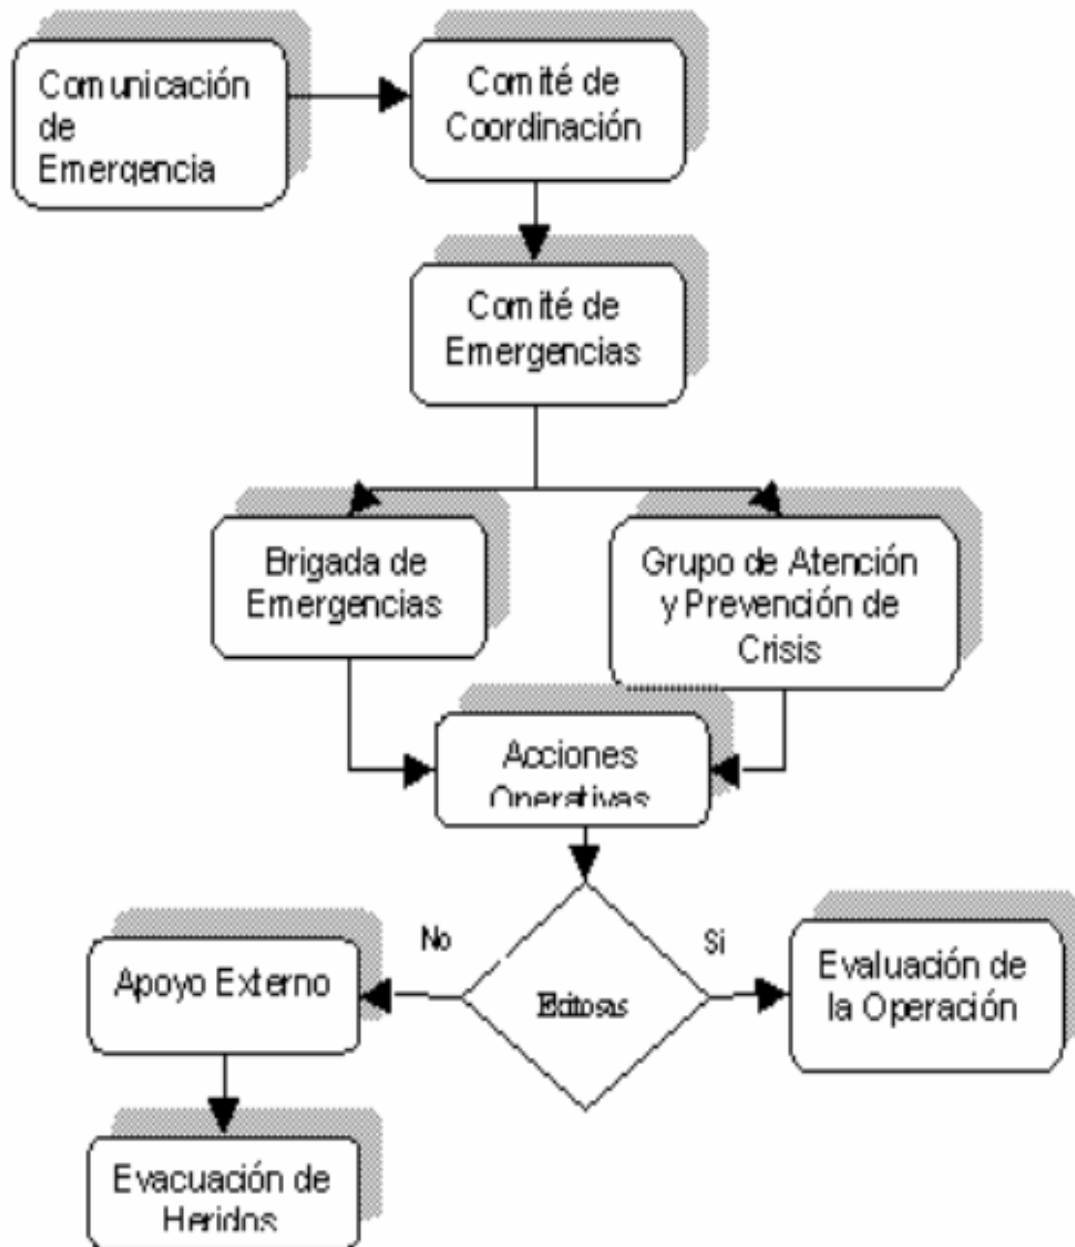 Comunicación
de
Emergencia
Comité de
Coordinación
Comité de
Emergencias
Brigada de
Emergencias
Grupo de Atención
y Prevención de
Crisis
Acciones
Operativas
No
Si
Exitosas
Apoyo Externo
Evaluación de
la Operación
Evacuación de
Heridos